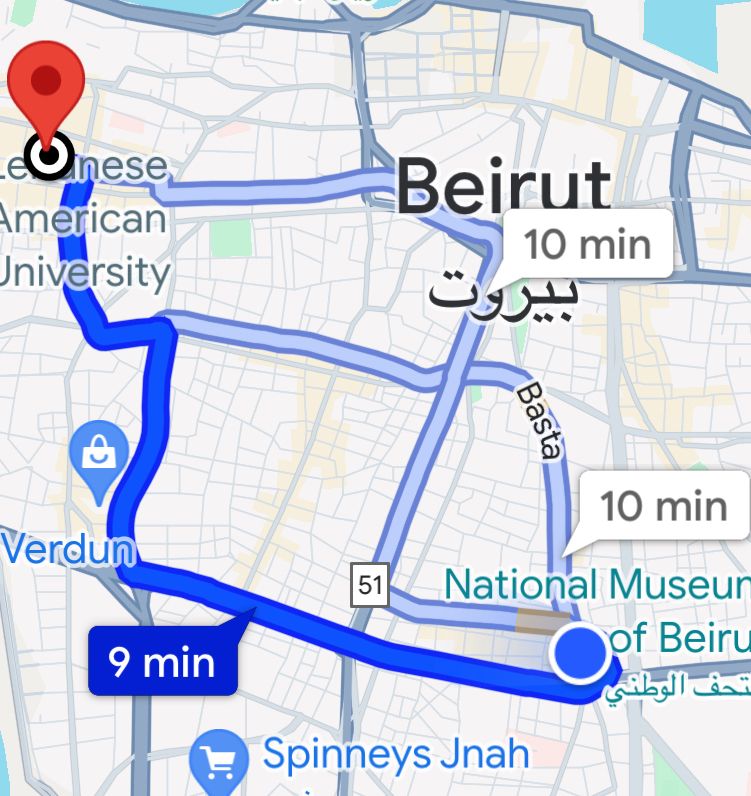 Lebanese
American
University
Beirut
بيروت
10 min
Basta
10 min
Verdun
51
National Museum
of Beiru
تحف الوطني
9 min
Spinneys Jnah